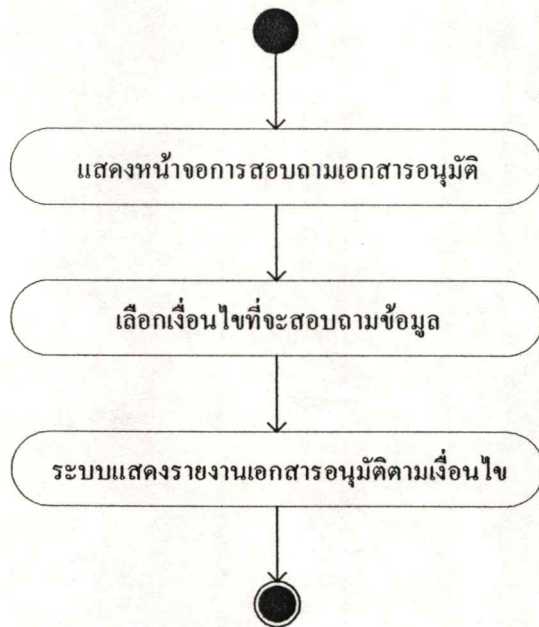 แสดงหน้าจอการสอบถามเอกสารอนุมัติ
เลือกเงื่อนไขที่จะสอบถามข้อมูล
ระบบแสดงรายงานเอกสารอนุมัติตามเงื่อนไข